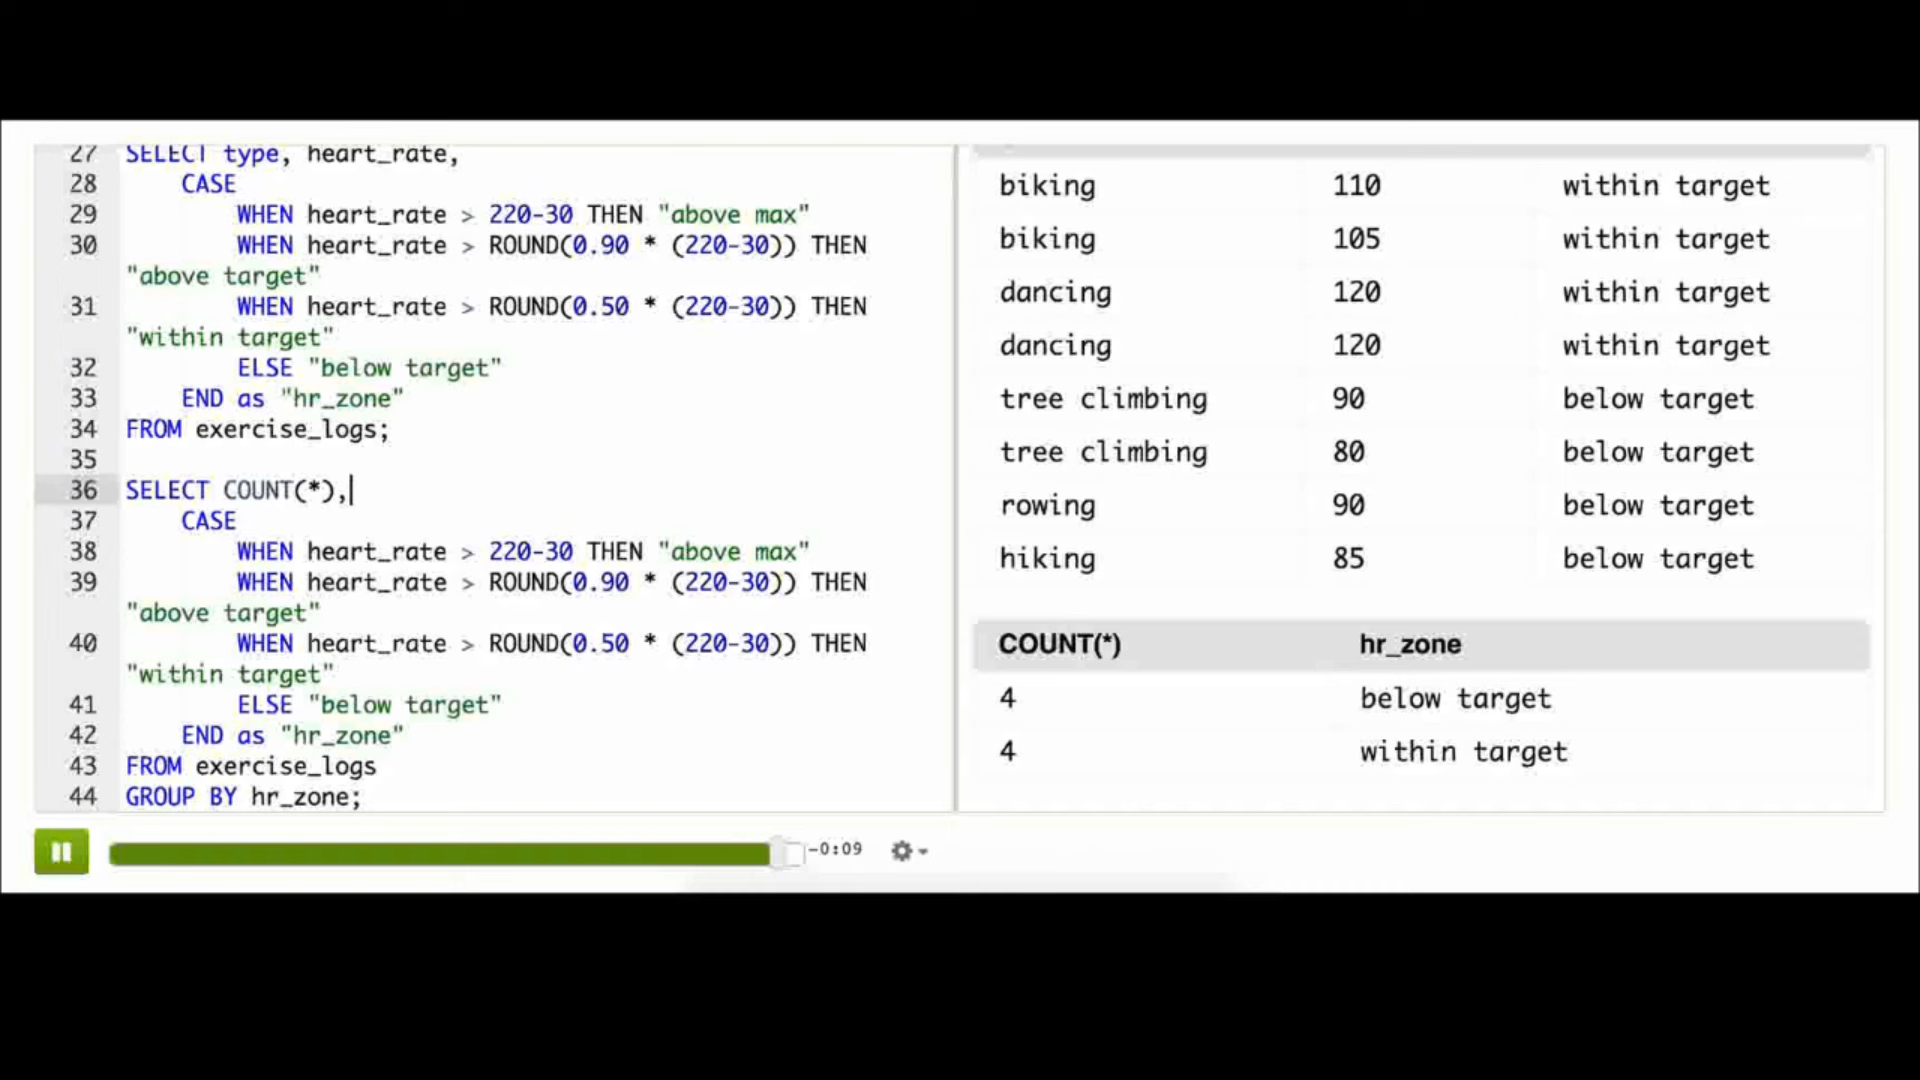 27 SELECT type, heart_rate,
28 CASE
29 WHEN heart_rate > 220-30 THEN "above max"
30 WHEN heart_rate > ROUND(0.90 * (220-30)) THEN
"above target"
31 WHEN heart_rate > ROUND(0.50 * (220-30)) THEN
"within target"
32 ELSE "below target"
33 END as "hr_zone"
34 FROM exercise_logs;
35
36 SELECT COUNT(*),
37 CASE
38 WHEN heart_rate > 220-30 THEN "above max"
39 WHEN heart_rate > ROUND(0.90 * (220-30)) THEN
"above target"
40 WHEN heart_rate > ROUND(0.50 * (220-30)) THEN
"within target"
41 ELSE "below target"
42 END as "hr_zone"
43 FROM exercise_logs
44 GROUP BY hr_zone;
biking 110 within target
biking 105 within target
dancing 120 within target
dancing 120 within target
tree climbing 90 below target
tree climbing 80 below target
rowing 90 below target
hiking 85 below target
COUNT(*) hr_zone
4 below target
4 within target
-0:09